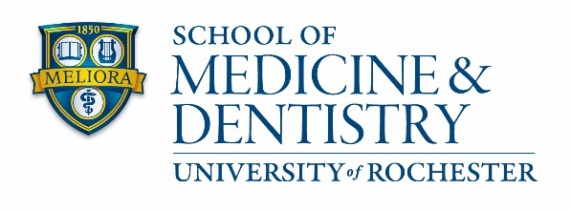 1850
MELIORA
SCHOOL OF
MEDICINE &
DENTISTRY
UNIVERSITY of ROCHESTER